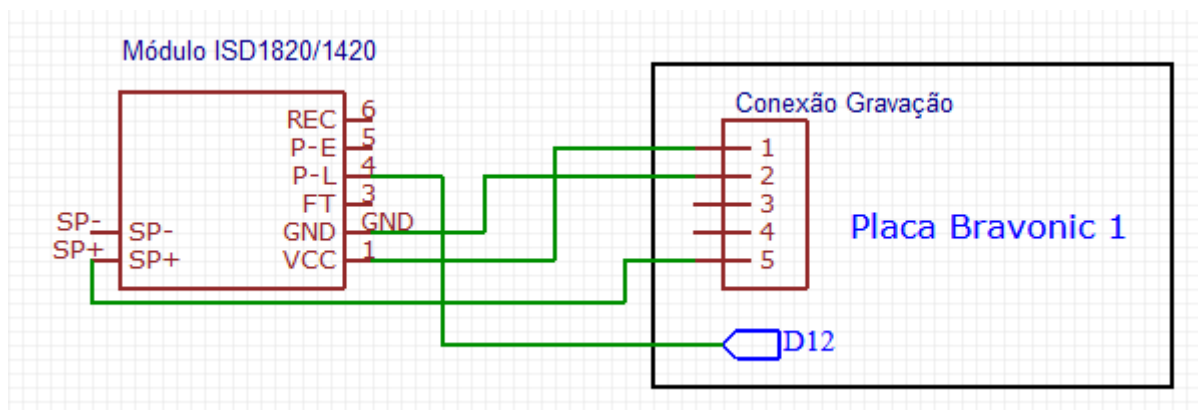 Módulo ISD1820/1420
REC 6
P-E 5
P-L 4
FT 3
SP- SP- GND GND
SP+ SP+ VCC 1
Conexão Gravação
1
2
3
4
5
Placa Bravonic 1
D12